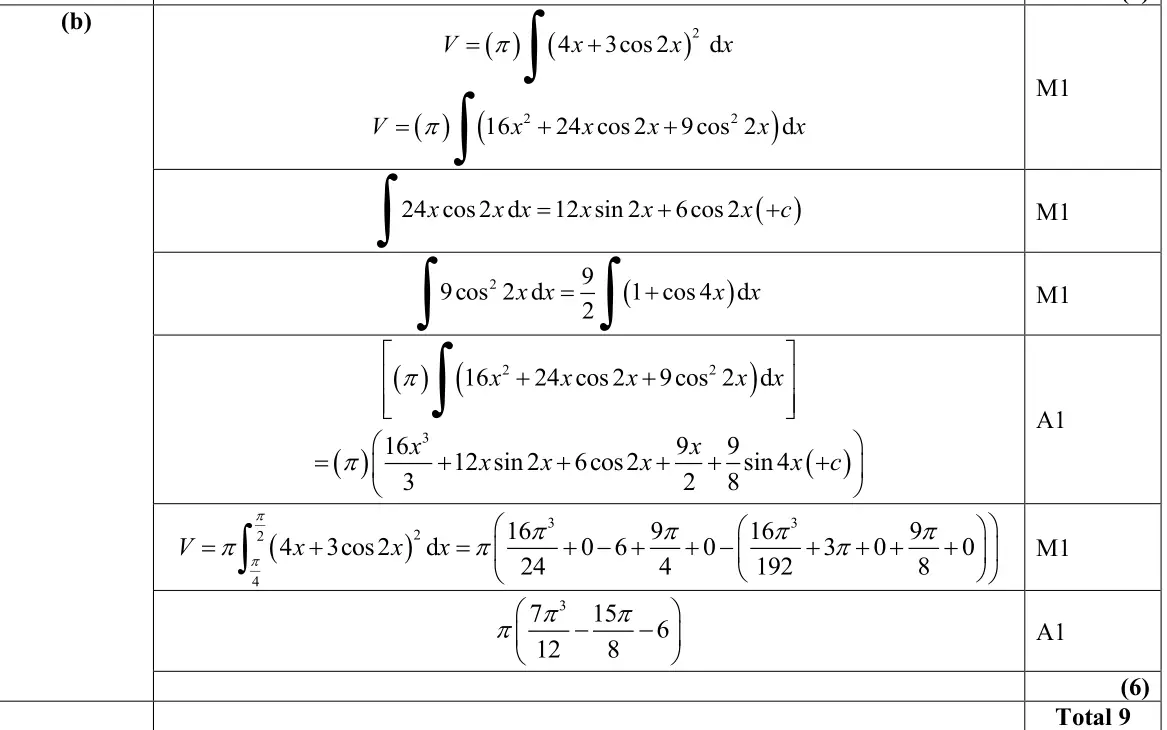 (b)
V = (π) ∫ (4x + 3cos 2x)² dx
V = (π) ∫ (16x² + 24x cos 2x + 9cos² 2x) dx
M1
∫ 24x cos 2x dx = 12x sin 2x + 6cos 2x (+c)
M1
∫ 9cos² 2x dx = 9/2 ∫ (1 + cos 4x) dx
M1
[(π) ∫ (16x² + 24x cos 2x + 9cos² 2x) dx]
= (π) (16x³/3 + 12x sin 2x + 6cos 2x + 9x/2 + 9/8 sin 4x (+c))
A1
V = π ∫_{π/4}^{π/2} (4x + 3cos 2x)² dx = π (16π³/24 + 0 − 6 + 9π/4 + 0 − (16π³/192 + 3π + 0 + 9π/8 + 0))
M1
π (7π³/12 − 15π/8 − 6)
A1
(6)
Total 9